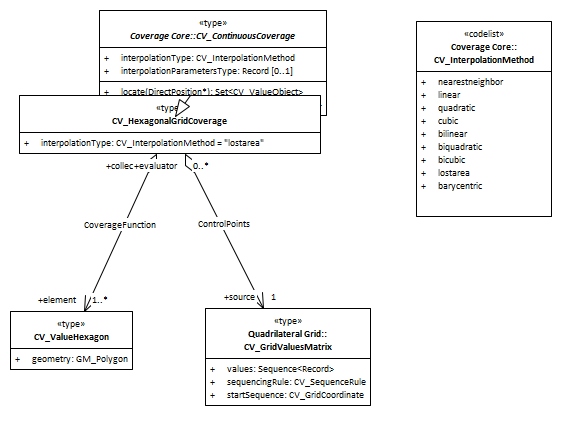 «type»
Coverage Core::CV_ContinuousCoverage
+ interpolationType: CV_InterpolationMethod
+ interpolationParametersType: Record [0..1]
+ locate(DirectPosition*): Set<CV_ValueObject>
«type»
CV_HexagonalGridCoverage
+ interpolationType: CV_InterpolationMethod = "lostarea"
«codelist»
Coverage Core::
CV_InterpolationMethod
+ nearestneighbor
+ linear
+ quadratic
+ cubic
+ bilinear
+ biquadratic
+ bicubic
+ lostarea
+ barycentric
+collec+evaluator 0..*
CoverageFunction
ControlPoints
+element 1..*
+source 1
«type»
CV_ValueHexagon
+ geometry: GM_Polygon
«type»
Quadrilateral Grid::
CV_GridValuesMatrix
+ values: Sequence<Record>
+ sequencingRule: CV_SequenceRule
+ startSequence: CV_GridCoordinate